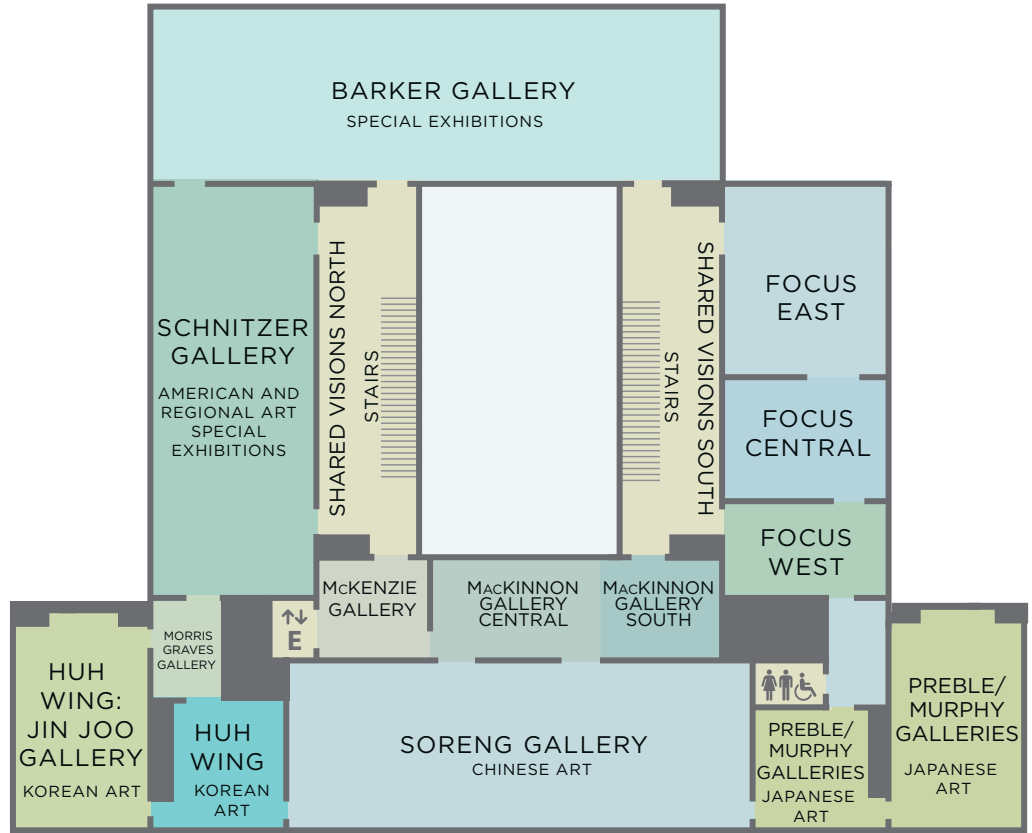 BARKER GALLERY
SPECIAL EXHIBITIONS
SCHNITZER
GALLERY
AMERICAN AND
REGIONAL ART
SPECIAL
EXHIBITIONS
SHARED VISIONS NORTH
STAIRS
STAIRS
SHARED VISIONS SOUTH
FOCUS
EAST
FOCUS
CENTRAL
FOCUS
WEST
McKENZIE
GALLERY
MacKINNON
GALLERY
CENTRAL
MacKINNON
GALLERY
SOUTH
MORRIS
GRAVES
GALLERY
E
HUH
WING:
JIN JOO
GALLERY
KOREAN ART
HUH
WING
KOREAN
ART
SORENG GALLERY
CHINESE ART
PREBLE/
MURPHY
GALLERIES
JAPANESE
ART
PREBLE/
MURPHY
GALLERIES
JAPANESE
ART